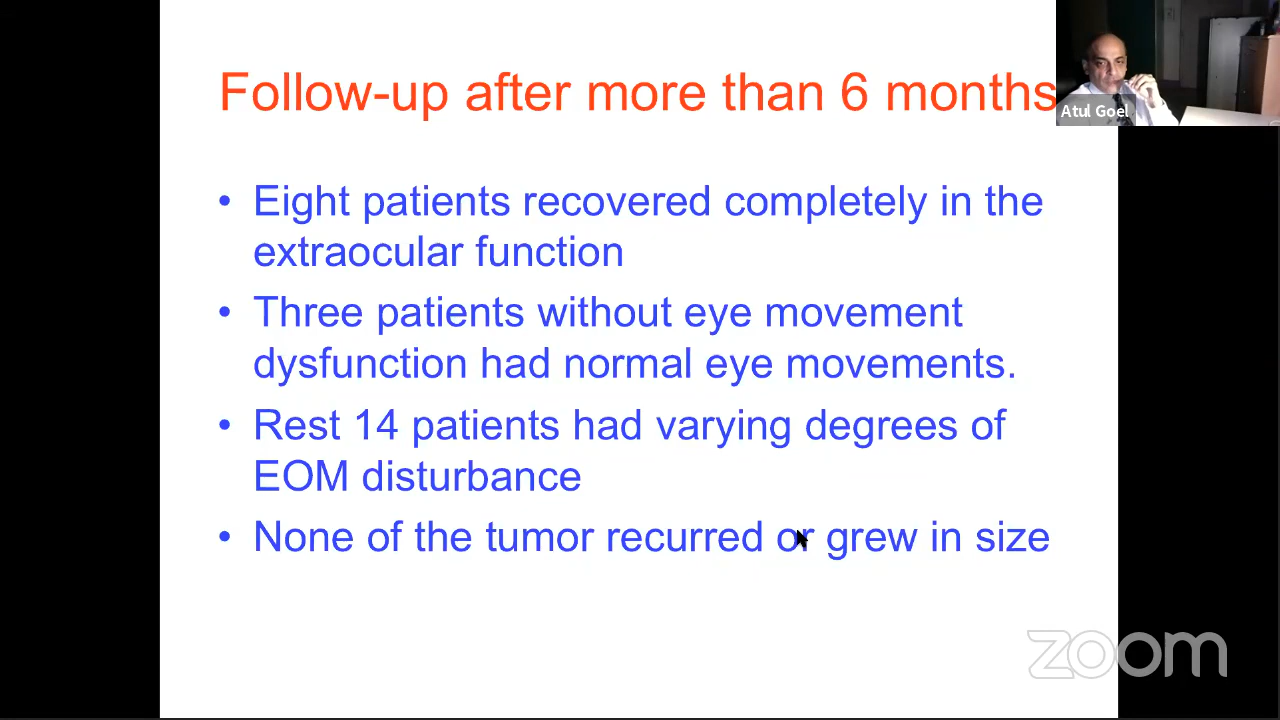 Follow-up after more than 6 months
Atul Goel
• Eight patients recovered completely in the
extraocular function
• Three patients without eye movement
dysfunction had normal eye movements.
• Rest 14 patients had varying degrees of
EOM disturbance
• None of the tumor recurred or grew in size
zoom